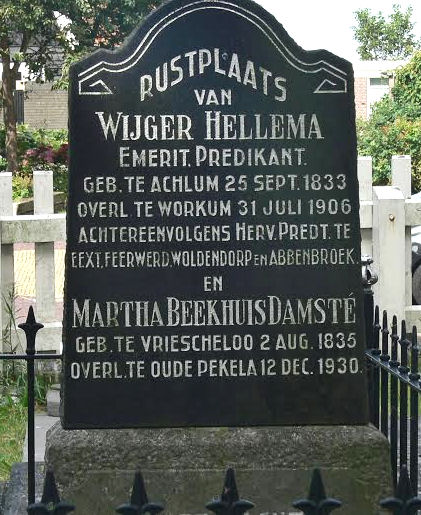 RUSTPLAATS
VAN
WIJGER HELLEMA
EMERIT. PREDIKANT.
GEB. TE ACHLUM 25 SEPT. 1833
OVERL. TE WORKUM 31 JULI 1906
ACHTEREENVOLGENS HERV. PREDT. TE
EEXT, FEERWERD, WOLDENDORP EN ABBENBROEK.
EN
MARTHA BEEKHUIS DAMSTÉ
GEB. TE VRIESCHELOO 2 AUG. 1835
OVERL. TE OUDE PEKELA 12 DEC. 1930.